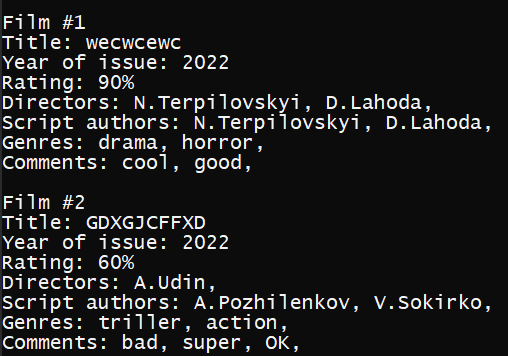 Film #1
Title: wecwcewc
Year of issue: 2022
Rating: 90%
Directors: N.Terpilovskyi, D.Lahoda,
Script authors: N.Terpilovskyi, D.Lahoda,
Genres: drama, horror,
Comments: cool, good,
Film #2
Title: GDXGJCFFXD
Year of issue: 2022
Rating: 60%
Directors: A.Udin,
Script authors: A.Pozhilenkov, V.Sokirko,
Genres: triller, action,
Comments: bad, super, OK,